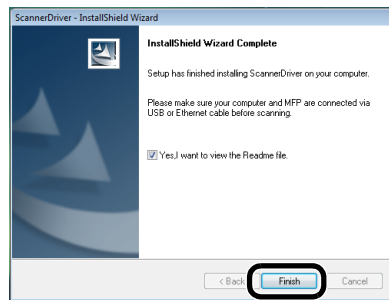 ScannerDriver - InstallShield Wizard
InstallShield Wizard Complete
Setup has finished installing ScannerDriver on your computer.
Please make sure your computer and MFP are connected via
USB or Ethernet cable before scanning.
Yes,I want to view the Readme file.
< Back
Finish
Cancel